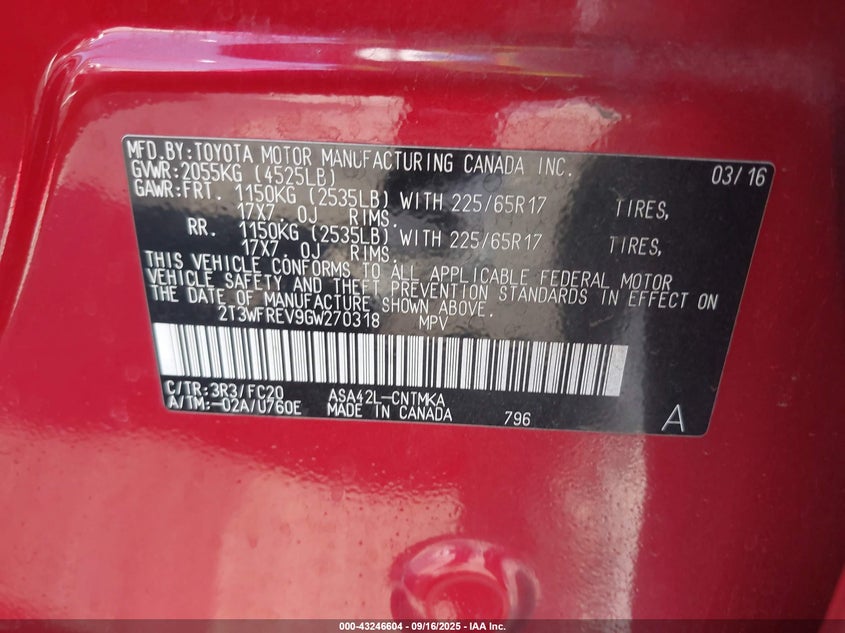 MFD.BY:TOYOTA MOTOR MANUFACTURING CANADA INC. 03/16
GVWR:2055KG (4525LB)
GAWR:FRT. 1150KG (2535LB) WITH 225/65R17 TIRES,
17X7 OJ RIMS.
RR. 1150KG (2535LB) WITH 225/65R17 TIRES,
17X7 OJ RIMS.
THIS VEHICLE CONFORMS TO ALL APPLICABLE FEDERAL MOTOR
VEHICLE SAFETY AND THEFT PREVENTION STANDARDS IN EFFECT ON
THE DATE OF MANUFACTURE SHOWN ABOVE.
2T3WFREV9GW270318 MPV
C/TR:3R3/FC20 ASA42L-CNTMKA
A/TM:-02A/U760E MADE IN CANADA 796 A
000-43246604 - 09/16/2025 - IAA Inc.